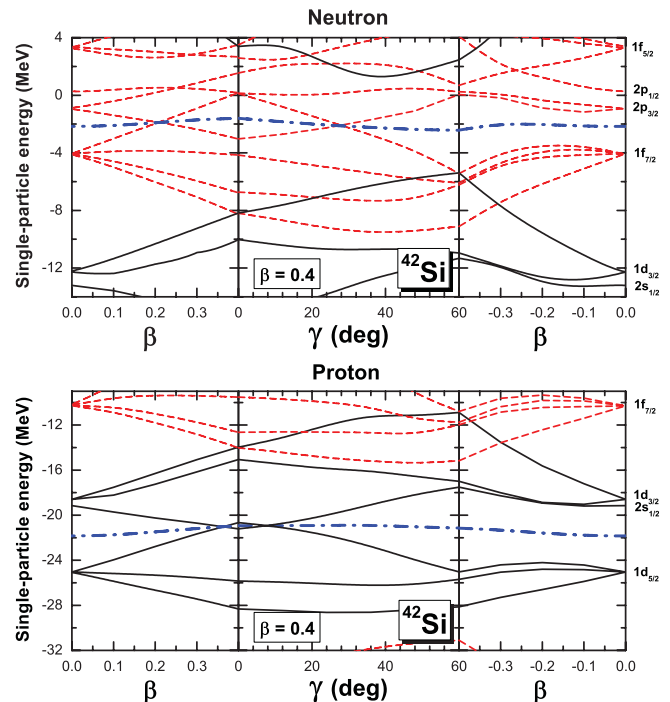 Neutron
Single-particle energy (MeV)
4
0
-4
-8
-12
1f5/2
2p1/2
2p3/2
1f7/2
1d3/2
2s1/2
β = 0.4
42Si
0.0 0.1 0.2 0.3 0 20 40 60 -0.3 -0.2 -0.1 0.0
β γ (deg) β
Proton
Single-particle energy (MeV)
-12
-16
-20
-24
-28
-32
1f7/2
1d3/2
2s1/2
1d5/2
β = 0.4
42Si
0.0 0.1 0.2 0.3 0 20 40 60 -0.3 -0.2 -0.1 0.0
β γ (deg) β